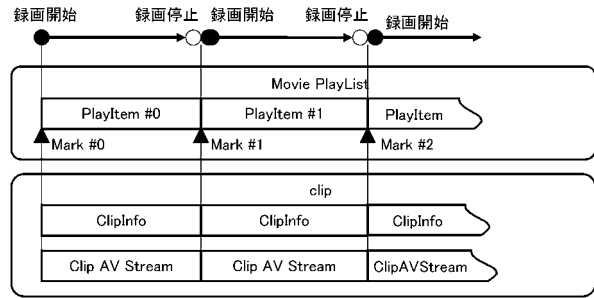 録画開始 録画停止 録画開始 録画停止 録画開始
Movie PlayList
PlayItem #0 PlayItem #1 PlayItem
Mark #0 Mark #1 Mark #2
clip
ClipInfo ClipInfo ClipInfo
Clip AV Stream Clip AV Stream ClipAVStream